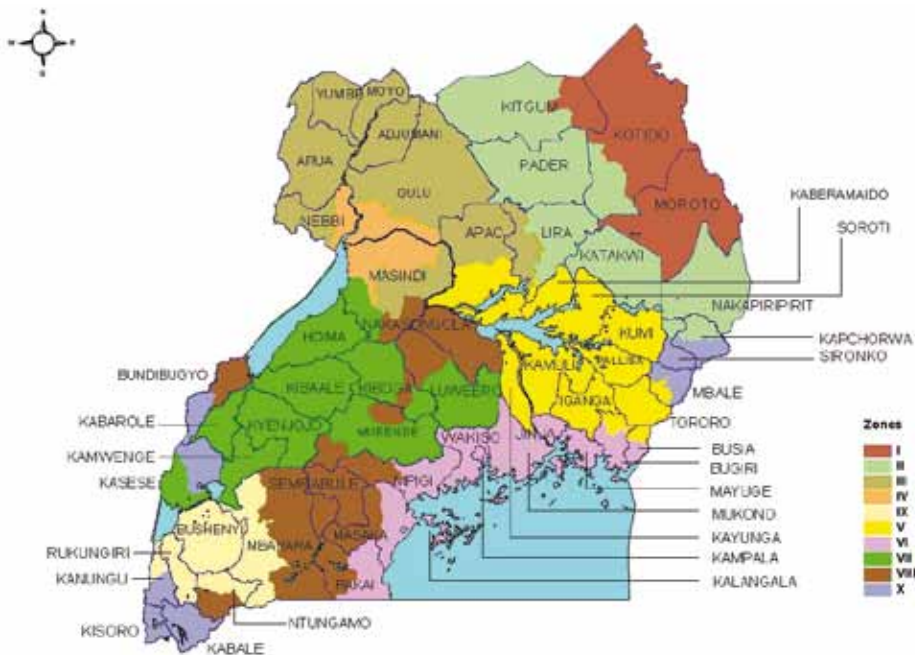 N
W E
S
YUMBE
MOYO
KITGUM
KOTIDO
ADJUMANI
ARUA
PADER
GULU
KABERAMAIDO
NEBBI
MOROTO
SOROTI
APAC
LIRA
KATAKWI
MASINDI
NAKAPIRIPIRIT
HOIMA
NAKASONGOLA
KUMI
KAPCHORWA
KAMULI
PALLISA
SIRONKO
BUNDIBUGYO
KIBAALE
KIBOGA
LUWEERO
MBALE
KABAROLE
IGANGA
KYENJOJO
MUBENDE
TORORO
Zones
KAMWENGE
WAKISO
JINJA
BUSIA
I
KASESE
BUGIRI
II
SEMBABULE
MPIGI
MAYUGE
III
MUKONO
IV
BUSHENYI
KAYUNGA
IX
RUKUNGIRI
MBARARA
MASAKA
KAMPALA
V
KANUNGU
RAKAI
KALANGALA
VI
VII
VIII
X
KISORO
NTUNGAMO
KABALE